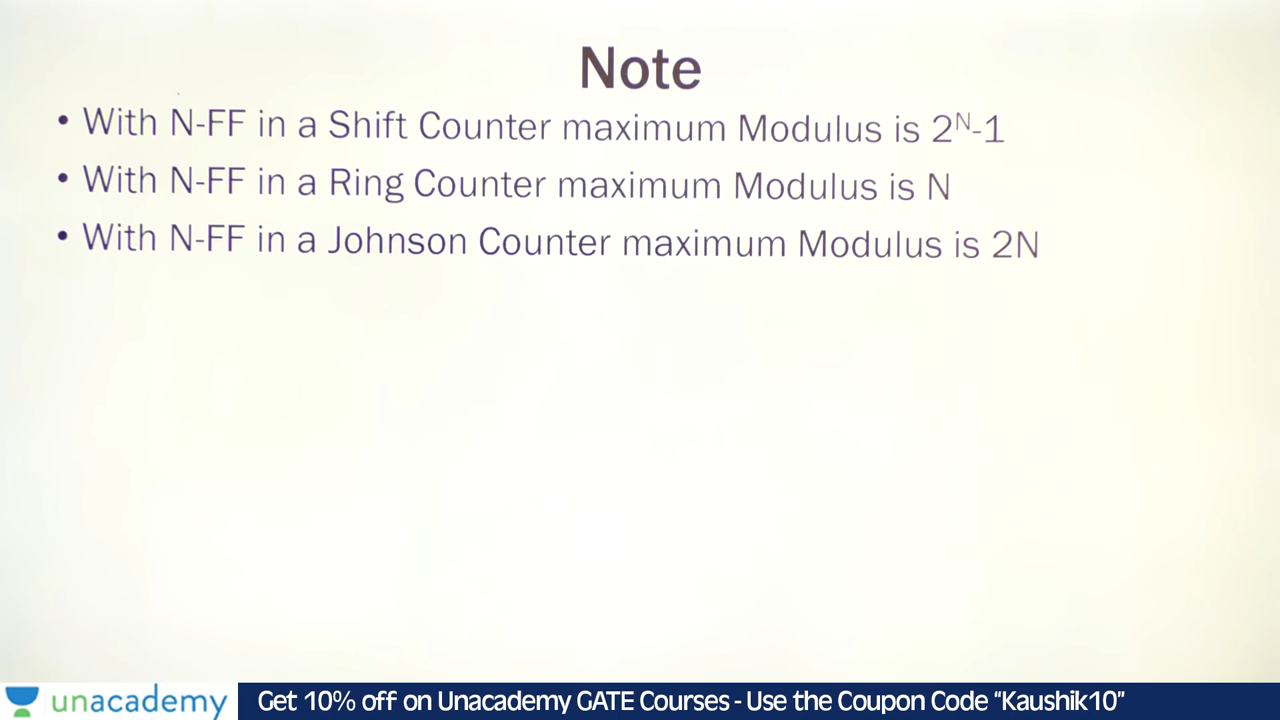 Note
• With N-FF in a Shift Counter maximum Modulus is 2ᴺ-1
• With N-FF in a Ring Counter maximum Modulus is N
• With N-FF in a Johnson Counter maximum Modulus is 2N
unacademy
Get 10% off on Unacademy GATE Courses - Use the Coupon Code “Kaushik10”